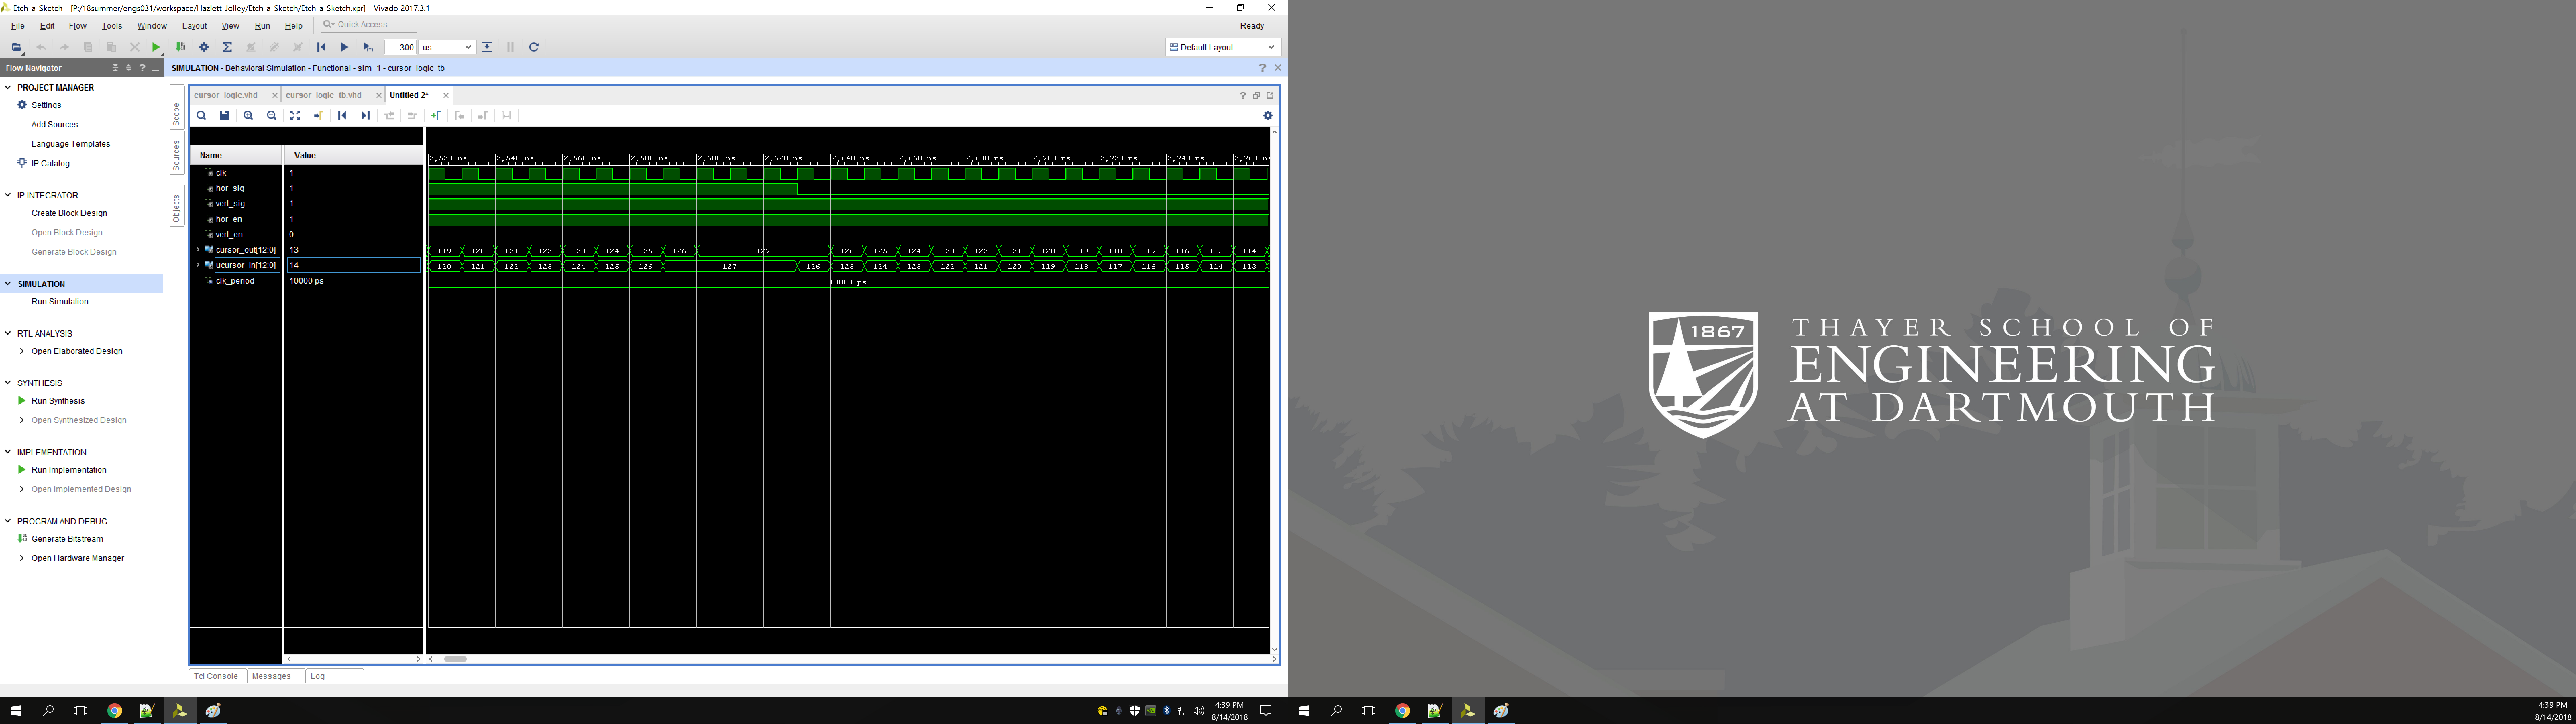 Etch-a-Sketch - [P:/18summer/engs031/workspace/Hazlett_Jolley/Etch-a-Sketch/Etch-a-Sketch.xpr] - Vivado 2017.3.1
File Edit Flow Tools Window Layout View Run Help Quick Access Ready
300 us Default Layout
Flow Navigator
SIMULATION - Behavioral Simulation - Functional - sim_1 - cursor_logic_tb
PROJECT MANAGER
Settings
Add Sources
Language Templates
IP Catalog
IP INTEGRATOR
Create Block Design
Open Block Design
Generate Block Design
SIMULATION
Run Simulation
RTL ANALYSIS
Open Elaborated Design
SYNTHESIS
Run Synthesis
Open Synthesized Design
IMPLEMENTATION
Run Implementation
Open Implemented Design
PROGRAM AND DEBUG
Generate Bitstream
Open Hardware Manager
Scope
Sources
Objects
cursor_logic.vhd cursor_logic_tb.vhd Untitled 2*
Name Value
2,520 ns 2,540 ns 2,560 ns 2,580 ns 2,600 ns 2,620 ns 2,640 ns 2,660 ns 2,680 ns 2,700 ns 2,720 ns 2,740 ns 2,760 ns
clk 1
hor_sig 1
vert_sig 1
hor_en 1
vert_en 0
cursor_out[12:0] 13 119 120 121 122 123 124 125 126 127 126 125 124 123 122 121 120 119 118 117 116 115 114
ucursor_in[12:0] 14 120 121 122 123 124 125 126 127 126 125 124 123 122 121 120 119 118 117 116 115 114 113
clk_period 10000 ps 10000 ps
Tcl Console Messages Log
4:39 PM
8/14/2018
1867
THAYER SCHOOL OF
ENGINEERING
AT DARTMOUTH
4:39 PM
8/14/2018